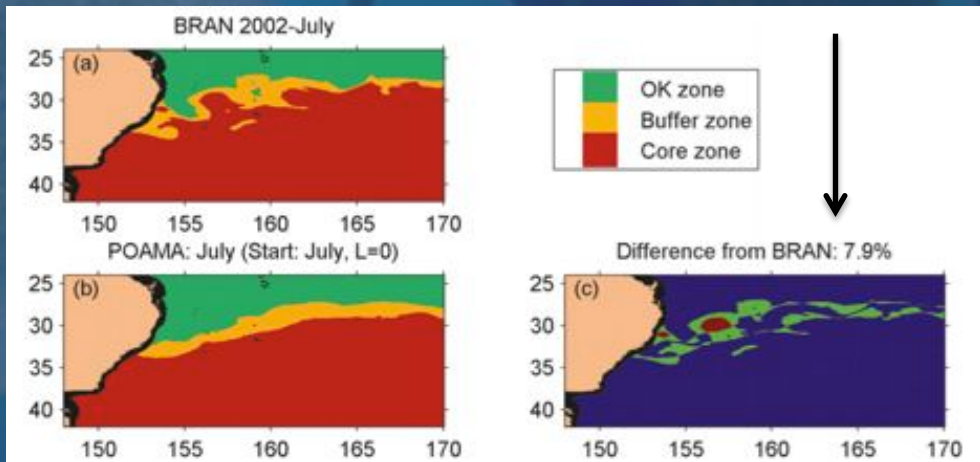 BRAN 2002-July
(a)
25
30
35
40
150 155 160 165 170
OK zone
Buffer zone
Core zone
POAMA: July (Start: July, L=0)
(b)
25
30
35
40
150 155 160 165 170
Difference from BRAN: 7.9%
(c)
25
30
35
40
150 155 160 165 170